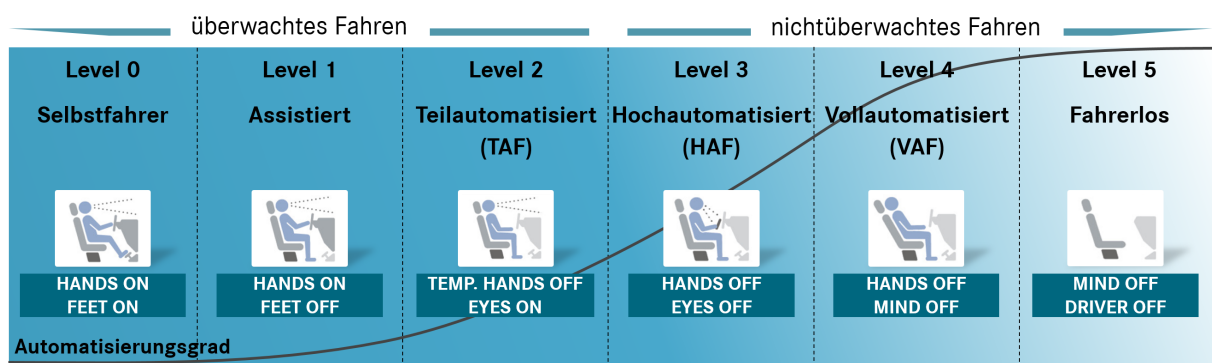 überwachtes Fahren
nichtüberwachtes Fahren
Level 0
Selbstfahrer
HANDS ON
FEET ON
Level 1
Assistiert
HANDS ON
FEET OFF
Level 2
Teilautomatisiert
(TAF)
TEMP. HANDS OFF
EYES ON
Level 3
Hochautomatisiert
(HAF)
HANDS OFF
EYES OFF
Level 4
Vollautomatisiert
(VAF)
HANDS OFF
MIND OFF
Level 5
Fahrerlos
MIND OFF
DRIVER OFF
Automatisierungsgrad